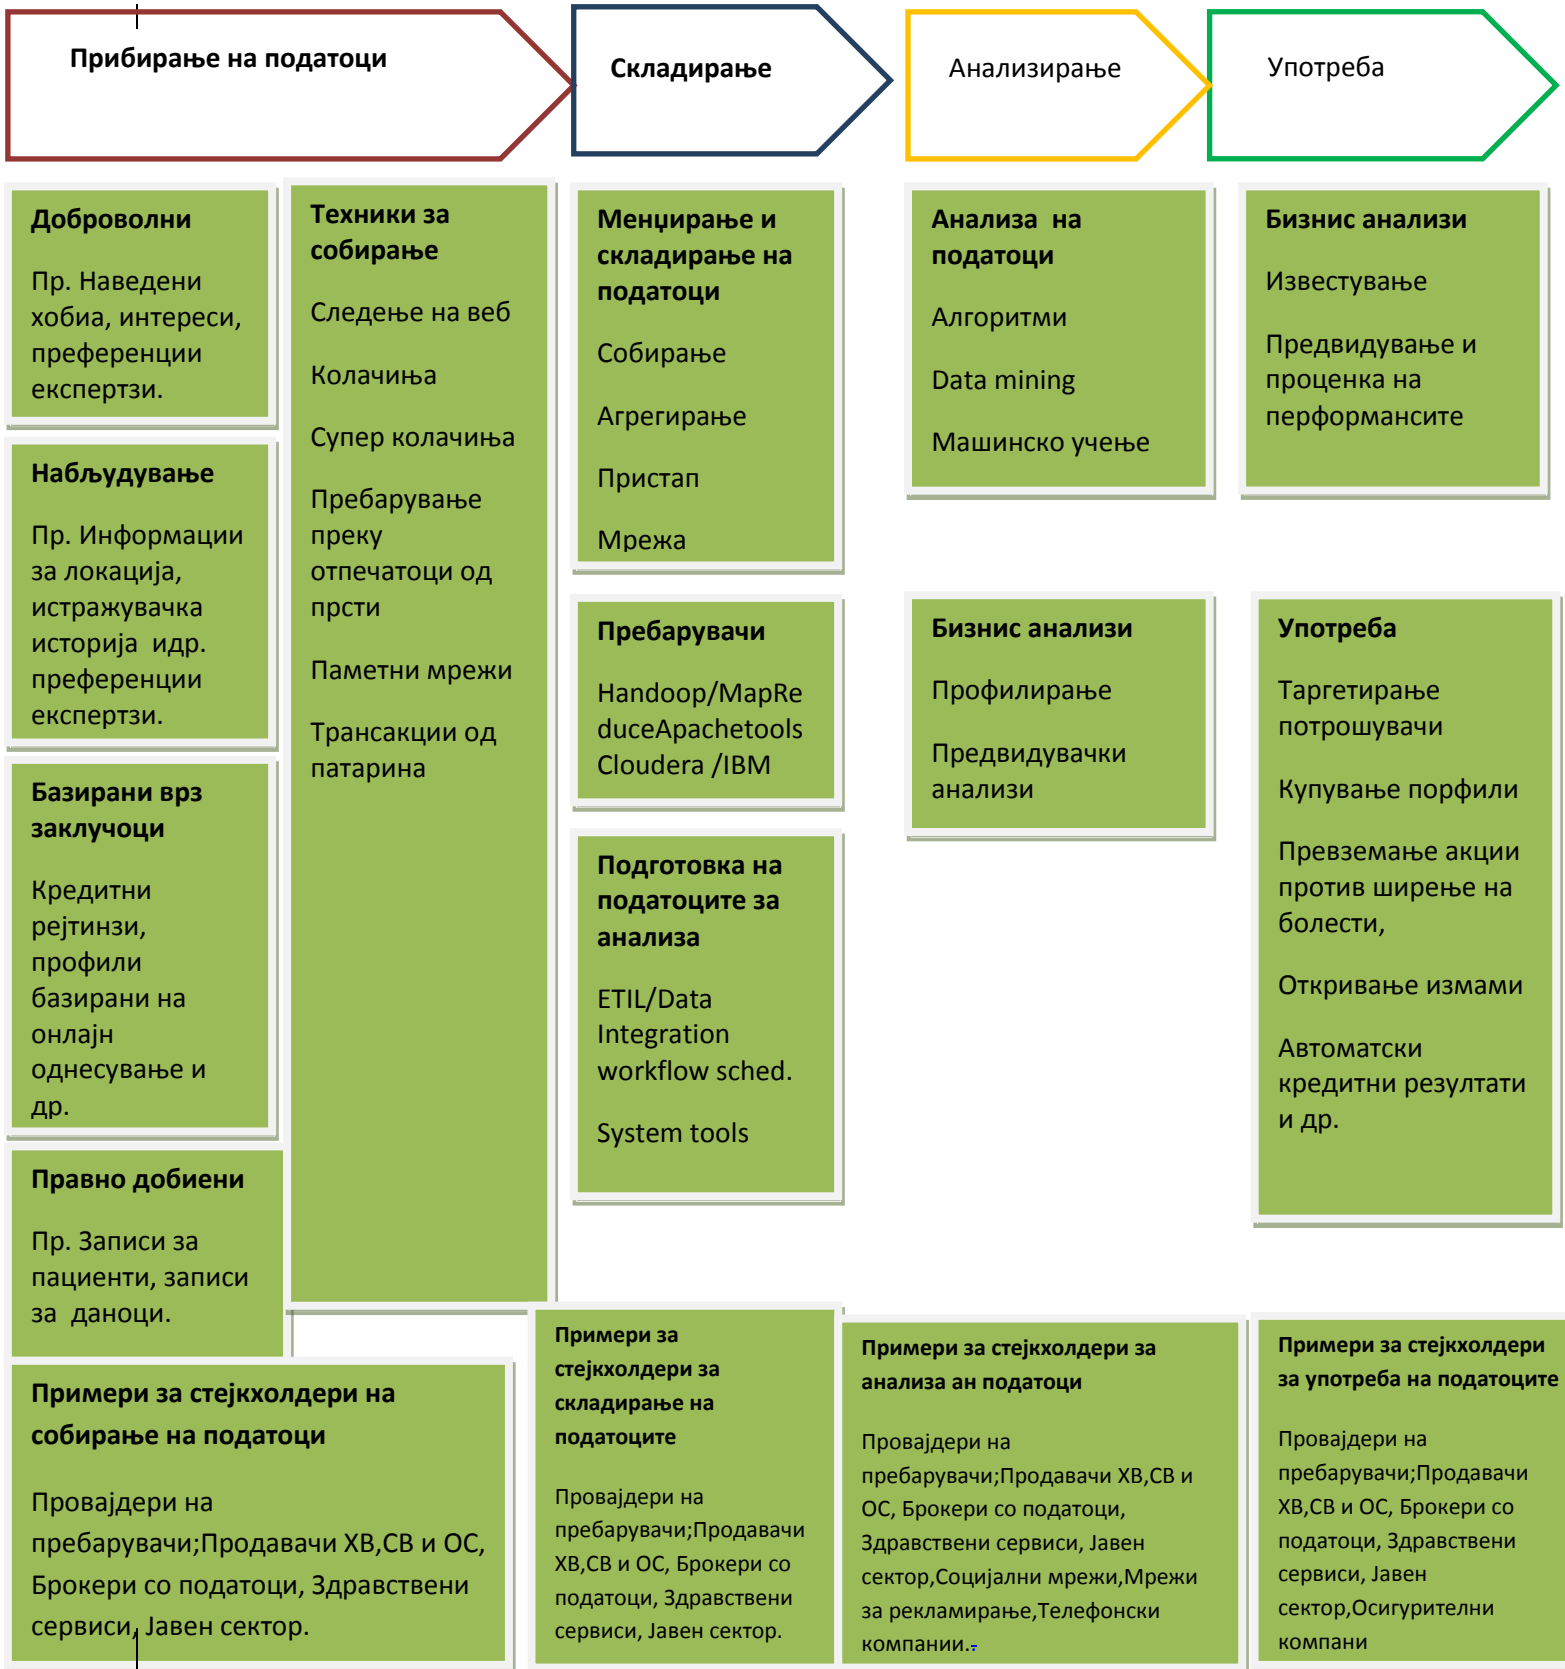 Прибирање на податоци
Складирање
Анализирање
Употреба
Доброволни
Пр. Наведени
хобиа, интереси,
преференции
експертзи.
Набљудување
Пр. Информации
за локација,
истражувачка
историја  идр.
преференции
експертзи.
Базирани врз
заклучоци
Кредитни
рејтинзи,
профили
базирани на
онлајн
однесување и
др.
Правно добиени
Пр. Записи за
пациенти, записи
за  даноци.
Техники за
собирање
Следење на веб
Колачиња
Супер колачиња
Пребарување
преку
отпечатоци од
прсти
Паметни мрежи
Трансакции од
патарина
Менџирање и
складирање на
податоци
Собирање
Агрегирање
Пристап
Мрежа
Пребарувачи
Handoop/MapRe
duceApachetools
Cloudera /IBM
Подготовка на
податоците за
анализа
ETIL/Data
Integration
workflow sched.
System tools
Анализа  на
податоци
Алгоритми
Data mining
Машинско учење
Бизнис анализи
Профилирање
Предвидувачки
анализи
Бизнис анализи
Известување
Предвидување и
проценка на
перформансите
Употреба
Таргетирање
потрошувачи
Купување порфили
Превземање акции
против ширење на
болести,
Откривање измами
Автоматски
кредитни резултати
и др.
Примери за стејкхолдери на
собирање на податоци
Провајдери на
пребарувачи;Продавачи ХВ,СВ и ОС,
Брокери со податоци, Здравствени
сервиси, Јавен сектор.
Примери за
стејкхолдери за
складирање на
податоците
Провајдери на
пребарувачи;Продавачи
ХВ,СВ и ОС, Брокери со
податоци, Здравствени
сервиси, Јавен сектор.
Примери за стејкхолдери за
анализа ан податоци
Провајдери на
пребарувачи;Продавачи ХВ,СВ и
ОС, Брокери со податоци,
Здравствени сервиси, Јавен
сектор,Социјални мрежи,Мрежи
за рекламирање,Телефонски
компании..
Примери за стејкхолдери
за употреба на податоците
Провајдери на
пребарувачи;Продавачи
ХВ,СВ и ОС, Брокери со
податоци, Здравствени
сервиси, Јавен
сектор,Осигурителни
компани